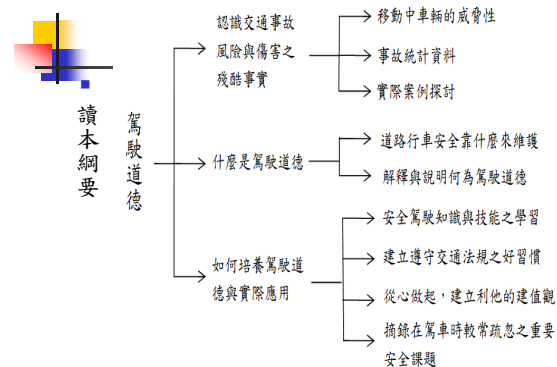 讀本綱要
駕駛道德
認識交通事故
風險與傷害之
殘酷事實
移動中車輛的威脅性
事故統計資料
實際案例探討
什麼是駕駛道德
道路行車安全靠什麼來維護
解釋與說明何為駕駛道德
如何培養駕駛道
德與實際應用
安全駕駛知識與技能之學習
建立遵守交通法規之好習慣
從心做起，建立利他的建值觀
摘錄在駕車時較常疏忽之重要
安全課題